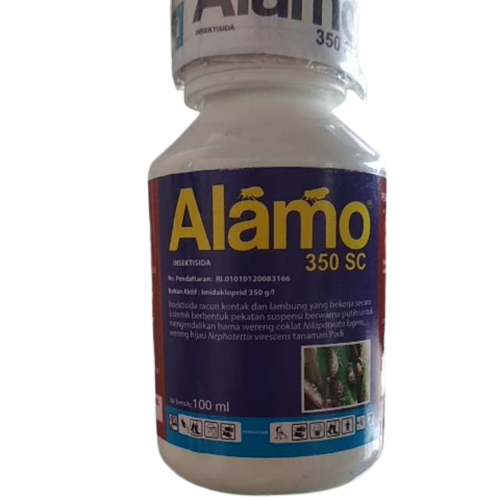 Alamo
INSEKTISIDA
350 SC
Alamo®
INSEKTISIDA
350 SC
No. Pendaftaran: RI.01010120083166
Bahan Aktif: Imidakloprid 350 g/l
Insektisida racun kontak dan lambung yang bekerja secara
sistemik berbentuk pekatan suspensi berwarna putih untuk
mengendalikan hama wereng coklat Nilaparvata lugens,
wereng hijau Nephotettix virescens tanaman Padi
Isi Bersih: 100 ml